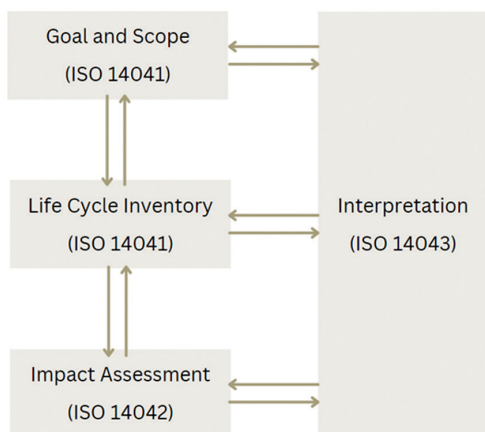 Goal and Scope
(ISO 14041)
Life Cycle Inventory
(ISO 14041)
Interpretation
(ISO 14043)
Impact Assessment
(ISO 14042)